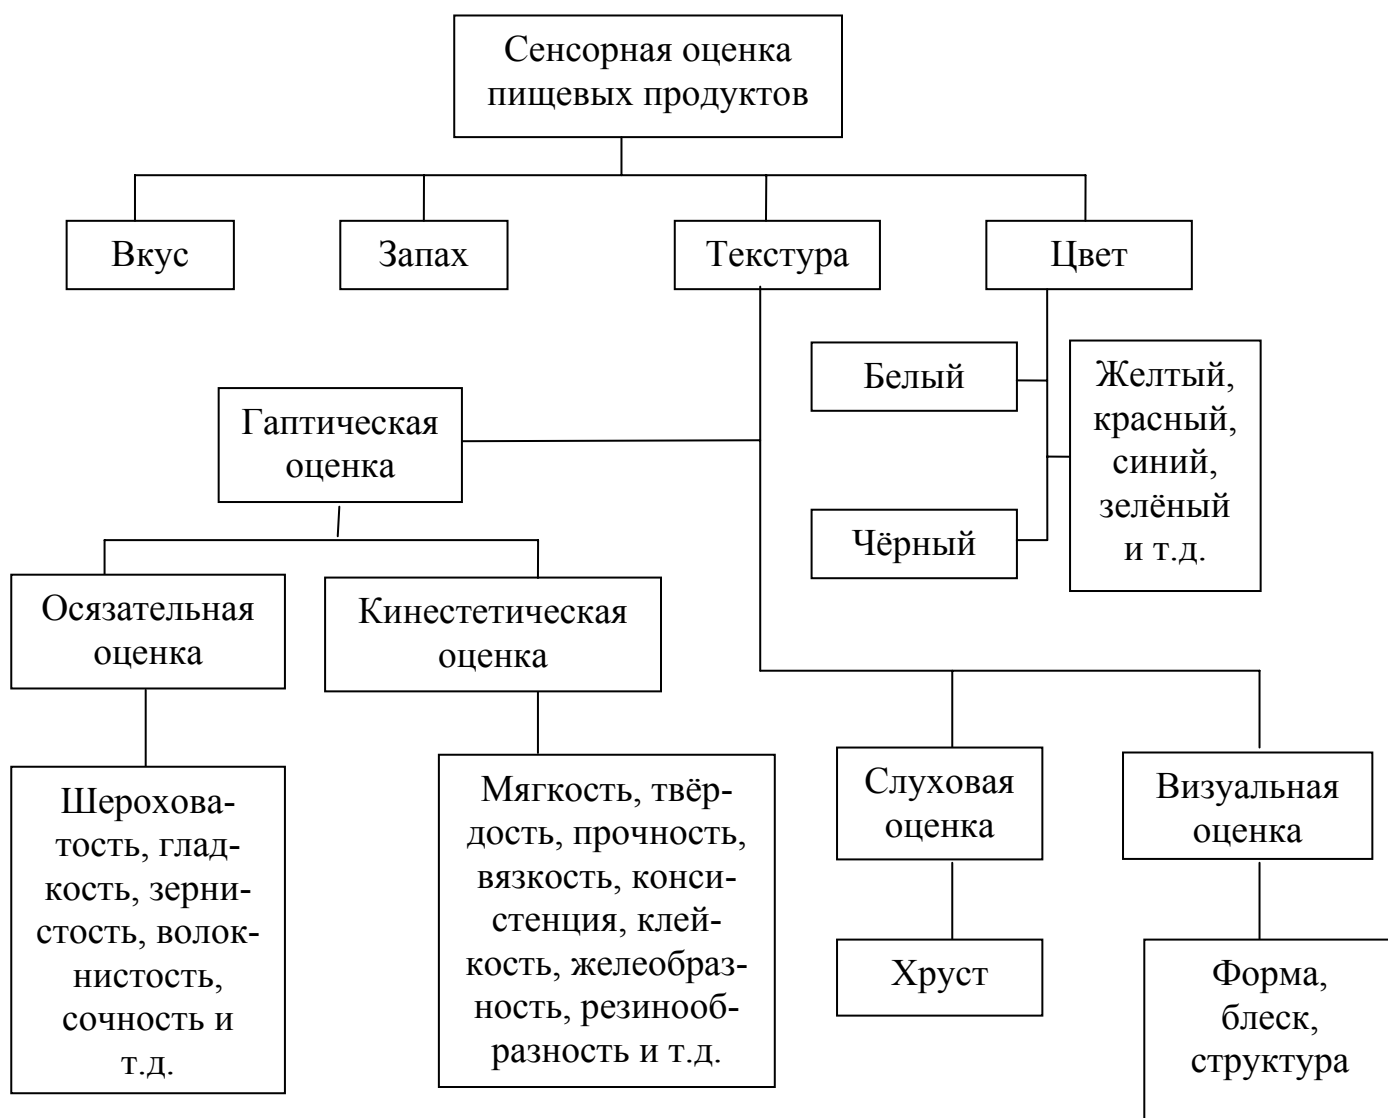 Сенсорная оценка
пищевых продуктов
Вкус
Запах
Текстура
Цвет
Белый
Желтый,
красный,
синий,
зелёный
и т.д.
Чёрный
Гаптическая
оценка
Осязательная
оценка
Кинестетическая
оценка
Шерохова-
тость, глад-
кость, зерни-
стость, волок-
нистость,
сочность и
т.д.
Мягкость, твёр-
дость, прочность,
вязкость, конси-
стенция, клей-
кость, желеобраз-
ность, резинооб-
разность и т.д.
Слуховая
оценка
Хруст
Визуальная
оценка
Форма,
блеск,
структура